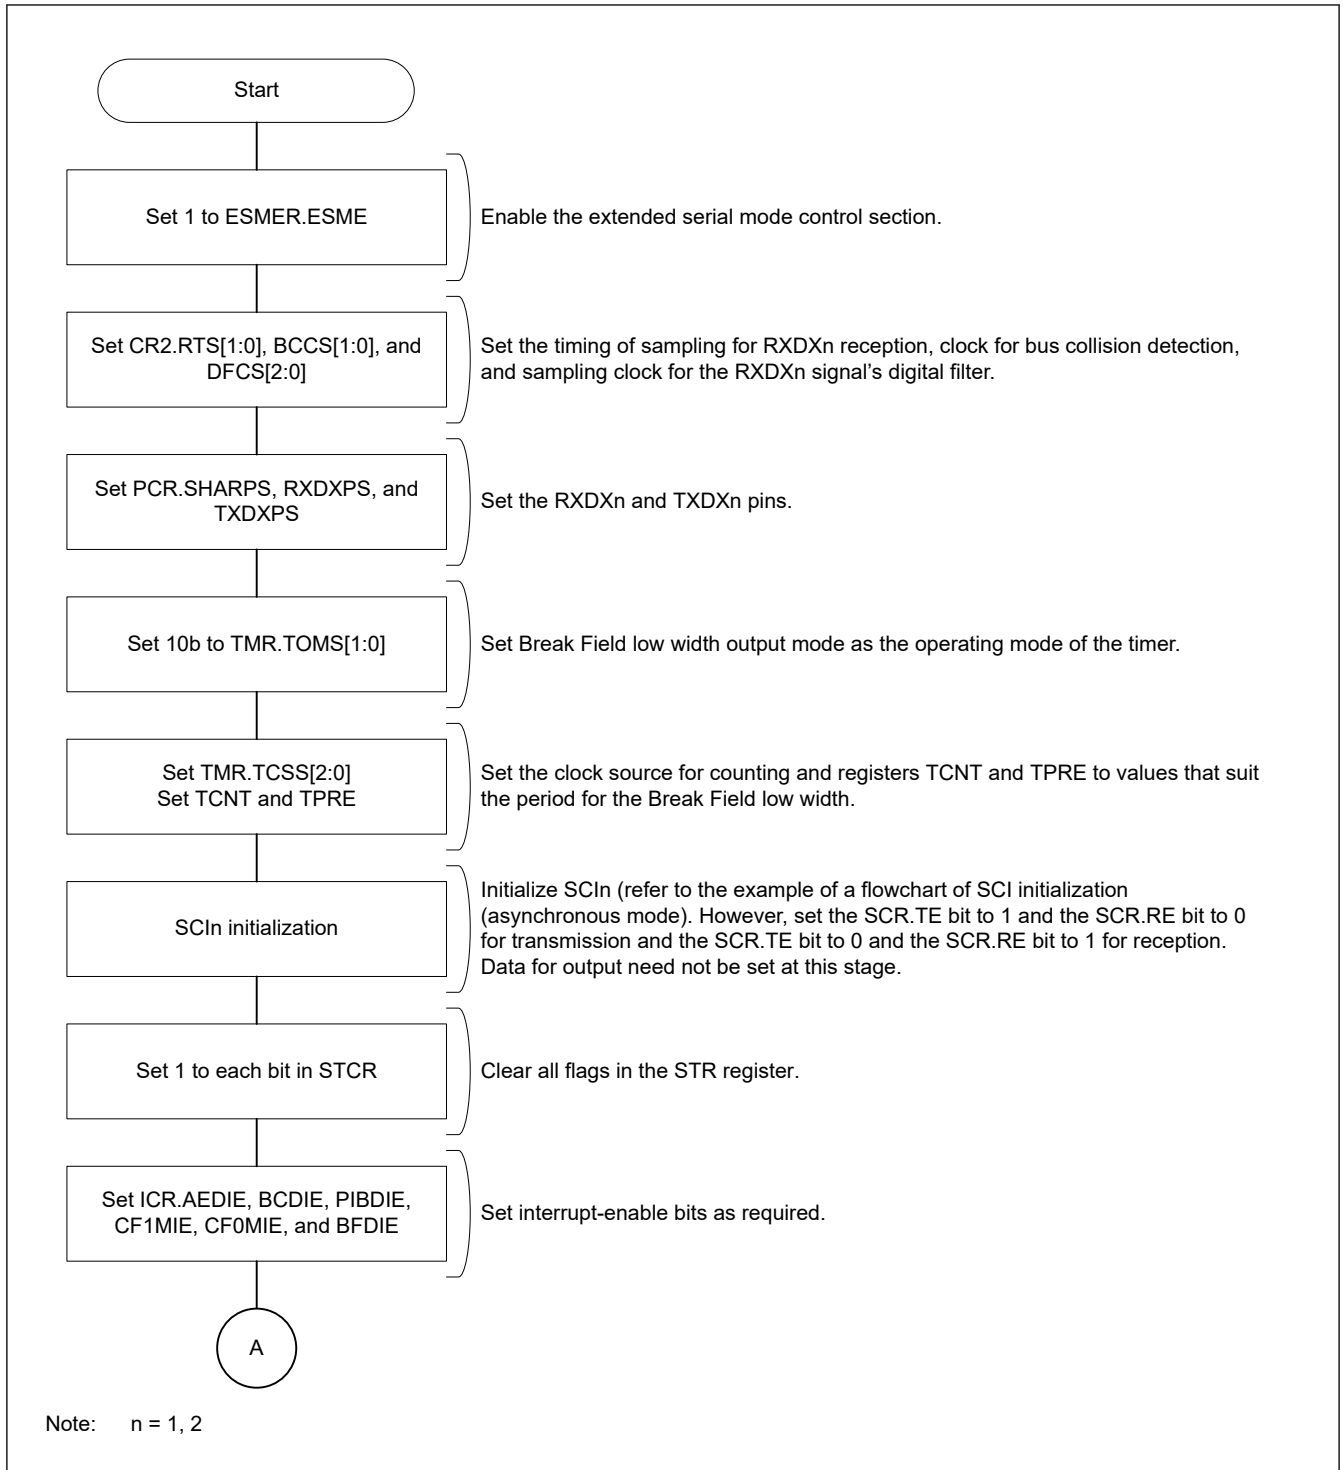 Start
Set 1 to ESMER.ESME
Enable the extended serial mode control section.
Set CR2.RTS[1:0], BCCS[1:0], and
DFCS[2:0]
Set the timing of sampling for RXDXn reception, clock for bus collision detection,
and sampling clock for the RXDXn signal's digital filter.
Set PCR.SHARPS, RXDXPS, and
TXDXPS
Set the RXDXn and TXDXn pins.
Set 10b to TMR.TOMS[1:0]
Set Break Field low width output mode as the operating mode of the timer.
Set TMR.TCSS[2:0]
Set TCNT and TPRE
Set the clock source for counting and registers TCNT and TPRE to values that suit
the period for the Break Field low width.
SCIn initialization
Initialize SCIn (refer to the example of a flowchart of SCI initialization
(asynchronous mode). However, set the SCR.TE bit to 1 and the SCR.RE bit to 0
for transmission and the SCR.TE bit to 0 and the SCR.RE bit to 1 for reception.
Data for output need not be set at this stage.
Set 1 to each bit in STCR
Clear all flags in the STR register.
Set ICR.AEDIE, BCDIE, PIBDIE,
CF1MIE, CF0MIE, and BFDIE
Set interrupt-enable bits as required.
A
Note: n = 1, 2